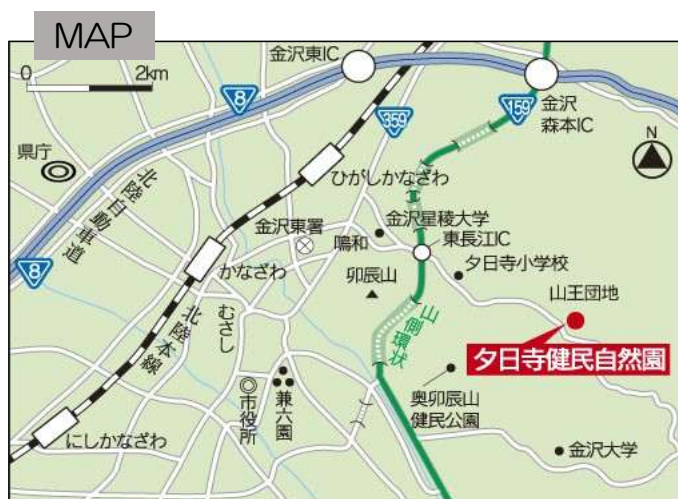 MAP
0 2km
金沢東IC
8
359
159
金沢
森本IC
N
県庁
北陸自動車道
ひがしかなざわ
金沢東署
鳴和
金沢星稜大学
東長江IC
夕日寺小学校
かなざわ
卯辰山
山王団地
8
北陸本線
むさし
山側環状
夕日寺健民自然園
市役所
兼六園
奥卯辰山
健民公園
にしかなざわ
金沢大学